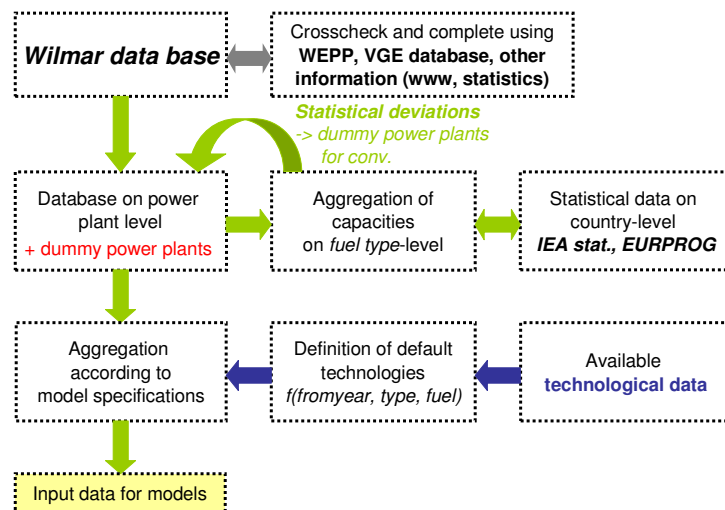 Wilmar data base
Crosscheck and complete using
WEPP, VGE database, other
information (www, statistics)
Statistical deviations
-> dummy power plants
for conv.
Database on power
plant level
+ dummy power plants
Aggregation of
capacities
on fuel type-level
Statistical data on
country-level
IEA stat., EURPROG
Aggregation
according to
model specifications
Definition of default
technologies
f(fromyear, type, fuel)
Available
technological data
Input data for models